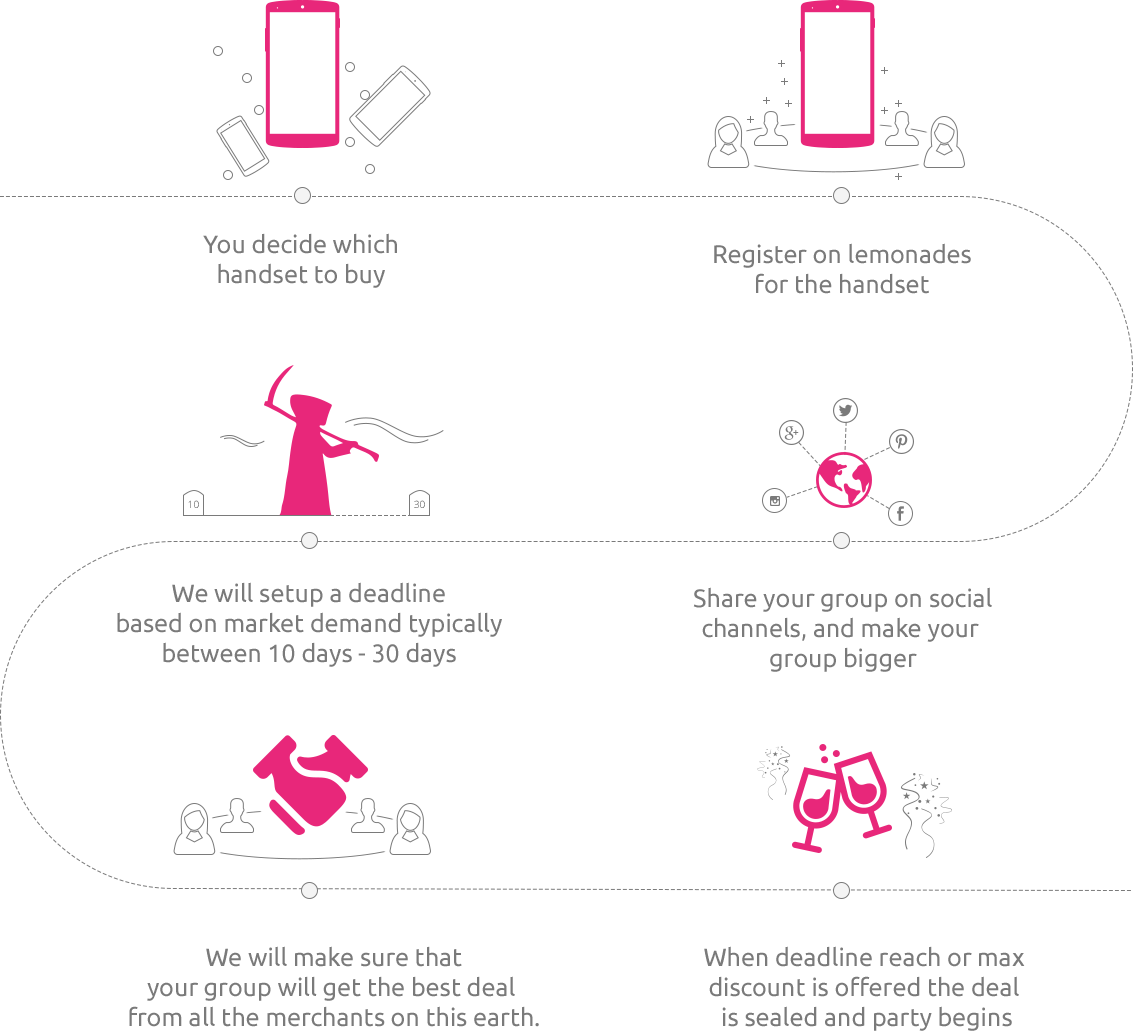 You decide which
handset to buy
Register on lemonades
for the handset
g+
Share your group on social
channels, and make your
group bigger
10
30
We will setup a deadline
based on market demand typically
between 10 days - 30 days
We will make sure that
your group will get the best deal
from all the merchants on this earth.
When deadline reach or max
discount is offered the deal
is sealed and party begins